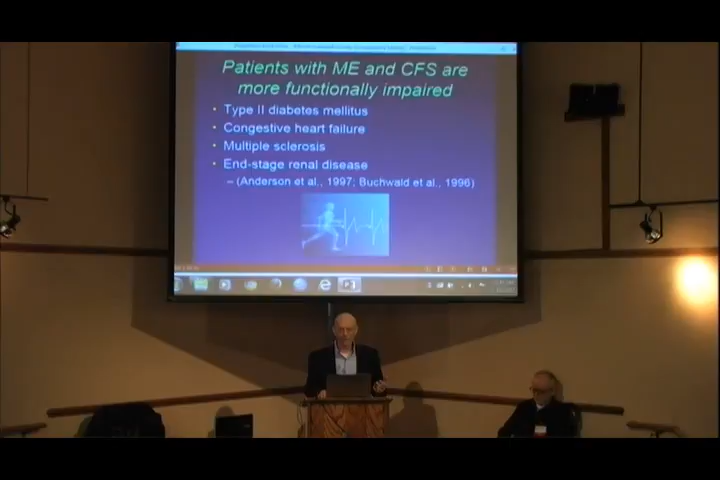 Patients with ME and CFS are
more functionally impaired
• Type II diabetes mellitus
• Congestive heart failure
• Multiple sclerosis
• End-stage renal disease
– (Anderson et al., 1997; Buchwald et al., 1996)